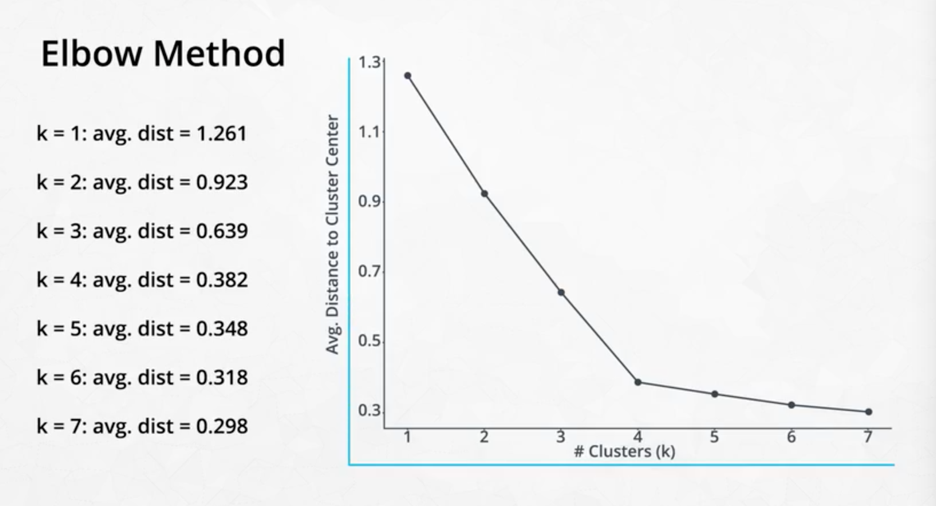 Elbow Method
k = 1: avg. dist = 1.261
k = 2: avg. dist = 0.923
k = 3: avg. dist = 0.639
k = 4: avg. dist = 0.382
k = 5: avg. dist = 0.348
k = 6: avg. dist = 0.318
k = 7: avg. dist = 0.298
Avg. Distance to Cluster Center
1.3
1.1
0.9
0.7
0.5
0.3
1 2 3 4 5 6 7
# Clusters (k)